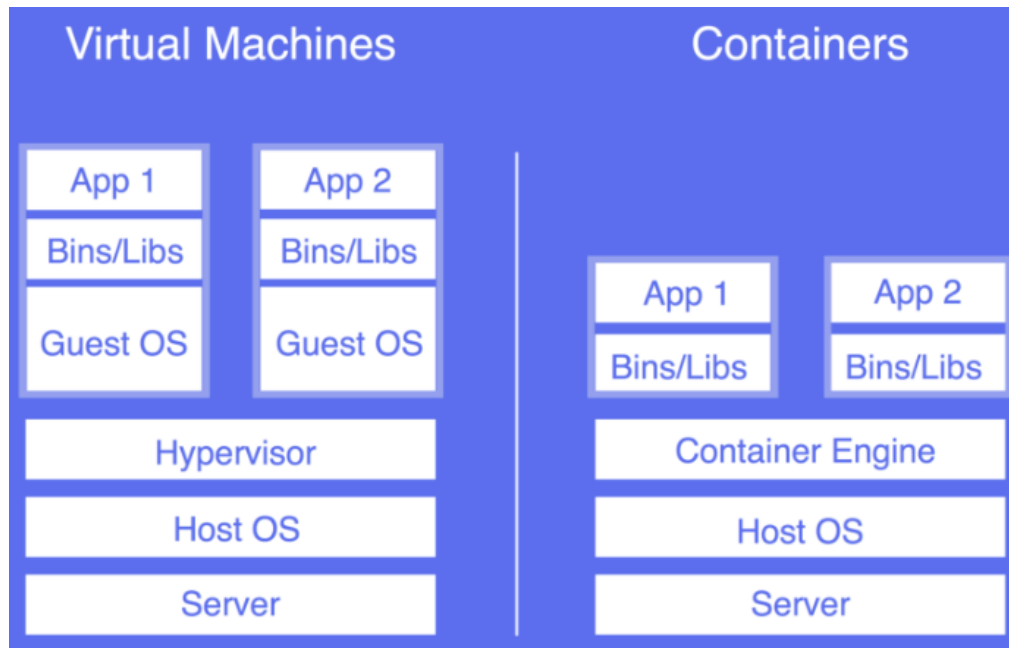 Virtual Machines
App 1
Bins/Libs
Guest OS
App 2
Bins/Libs
Guest OS
Hypervisor
Host OS
Server
Containers
App 1
Bins/Libs
App 2
Bins/Libs
Container Engine
Host OS
Server